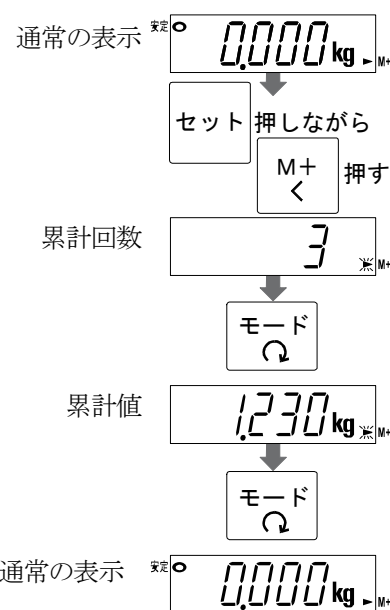 通常の表示 安定 0.000 kg M+
セット 押しながら
M+ 押す
累計回数 3 M+
モード
累計値 1.230 kg M+
モード
通常の表示 安定 0.000 kg M+